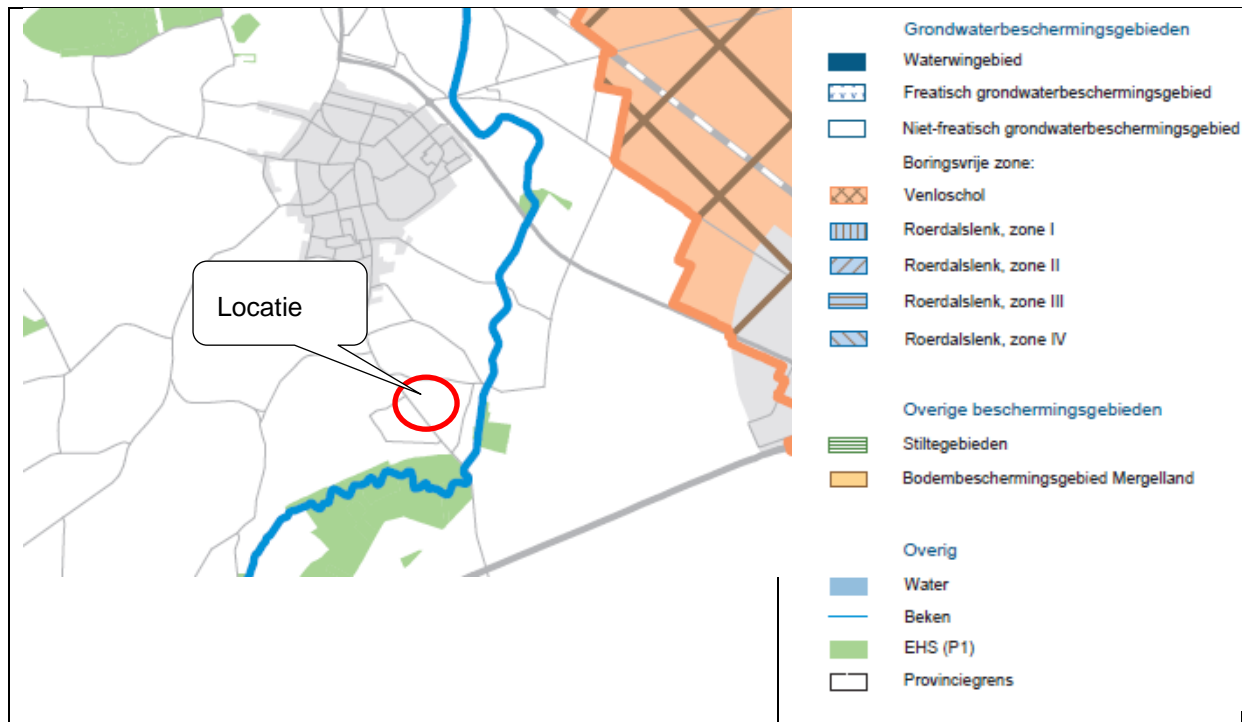 Locatie
Grondwaterbeschermingsgebieden
Waterwingebied
Freatisch grondwaterbeschermingsgebied
Niet-freatisch grondwaterbeschermingsgebied
Boringsvrije zone:
Venloschol
Roerdalslenk, zone I
Roerdalslenk, zone II
Roerdalslenk, zone III
Roerdalslenk, zone IV
Overige beschermingsgebieden
Stiltegebieden
Bodembeschermingsgebied Mergelland
Overig
Water
Beken
EHS (P1)
Provinciegrens